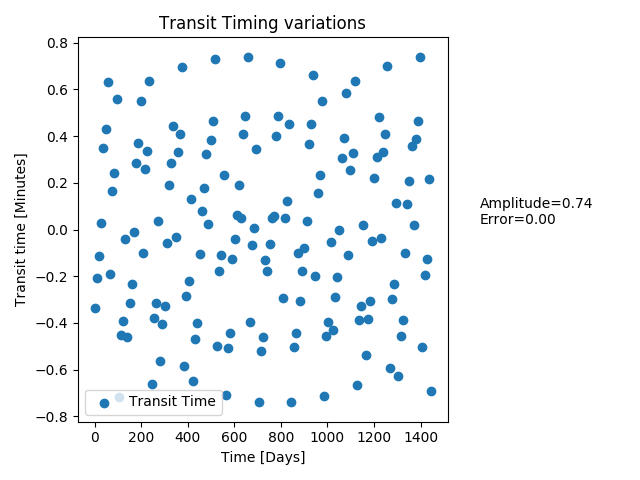 Transit Timing variations
0.8
0.6
0.4
0.2
0.0
−0.2
−0.4
−0.6
−0.8
Transit time [Minutes]
Amplitude=0.74
Error=0.00
Transit Time
0 200 400 600 800 1000 1200 1400
Time [Days]